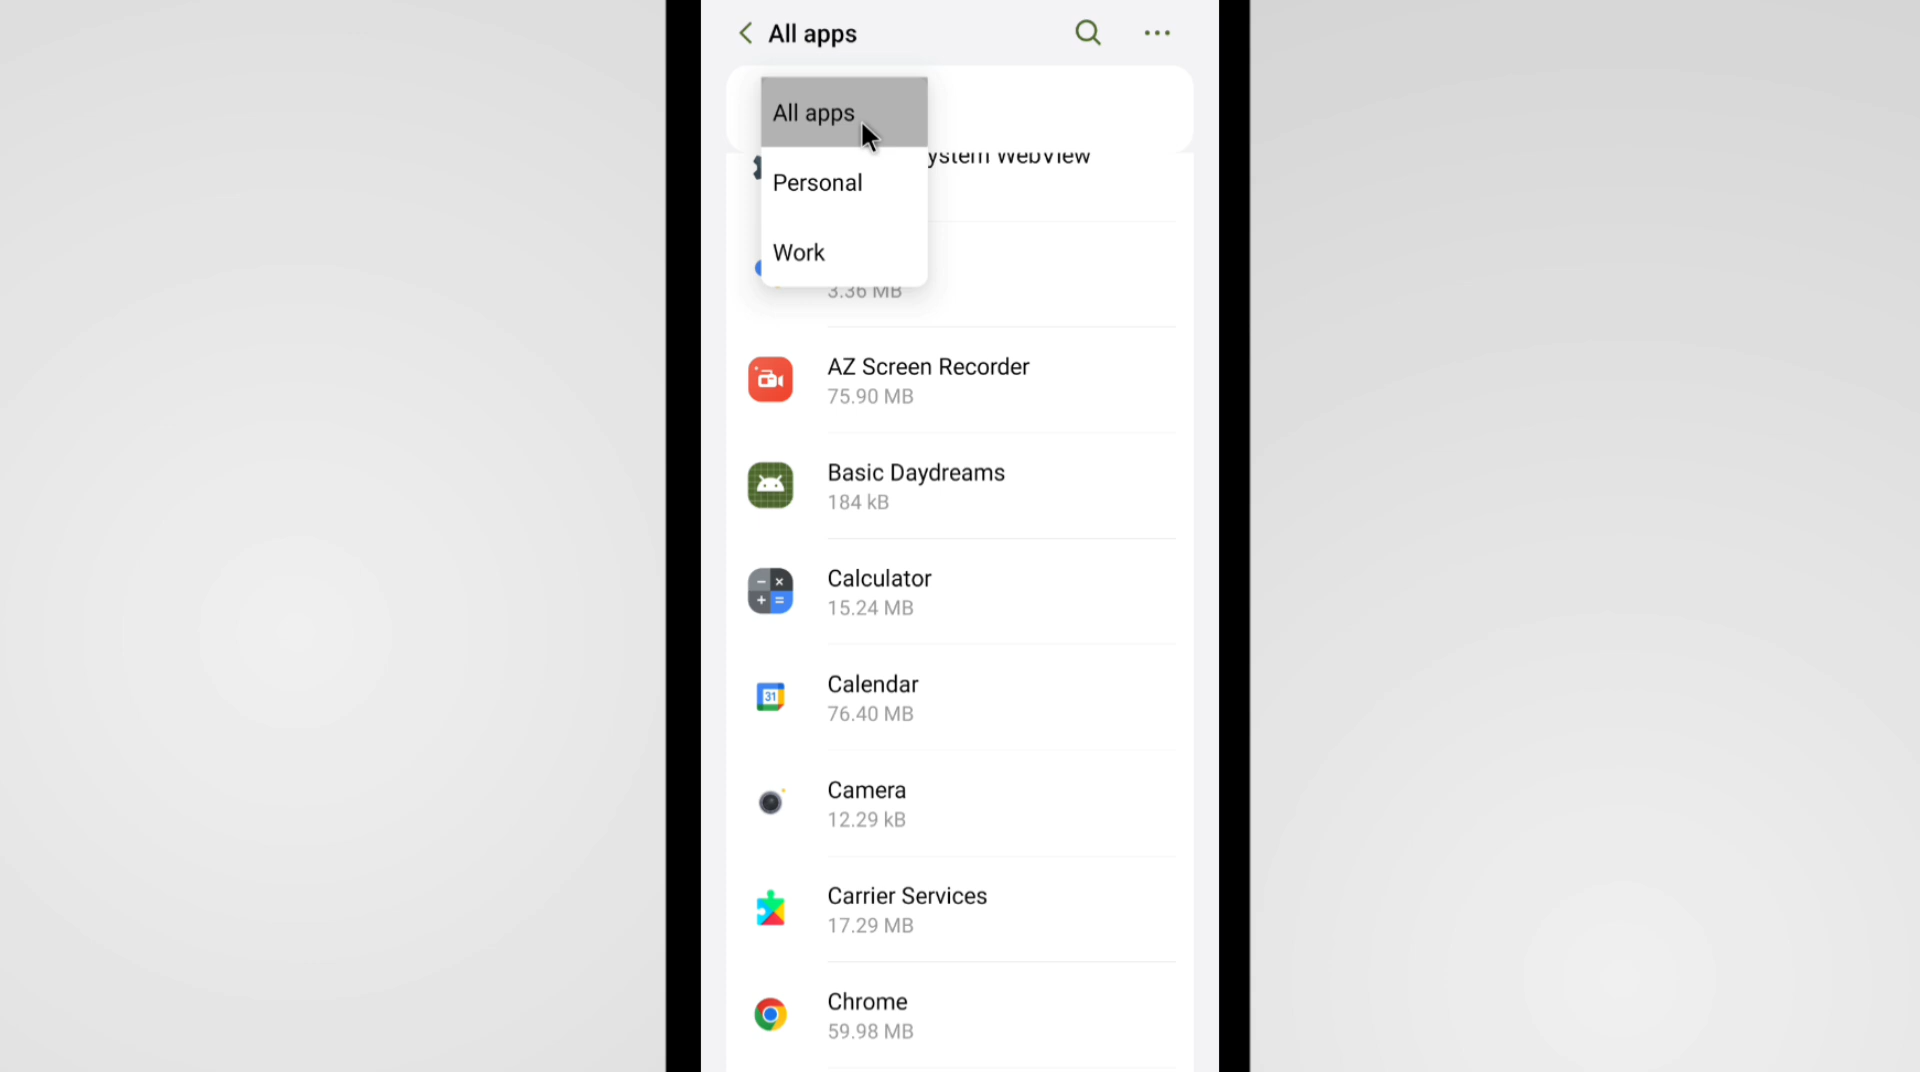 All apps
All apps
Personal
Work
ystem WebView
3.36 MB
AZ Screen Recorder
75.90 MB
Basic Daydreams
184 kB
Calculator
15.24 MB
31
Calendar
76.40 MB
Camera
12.29 kB
Carrier Services
17.29 MB
Chrome
59.98 MB